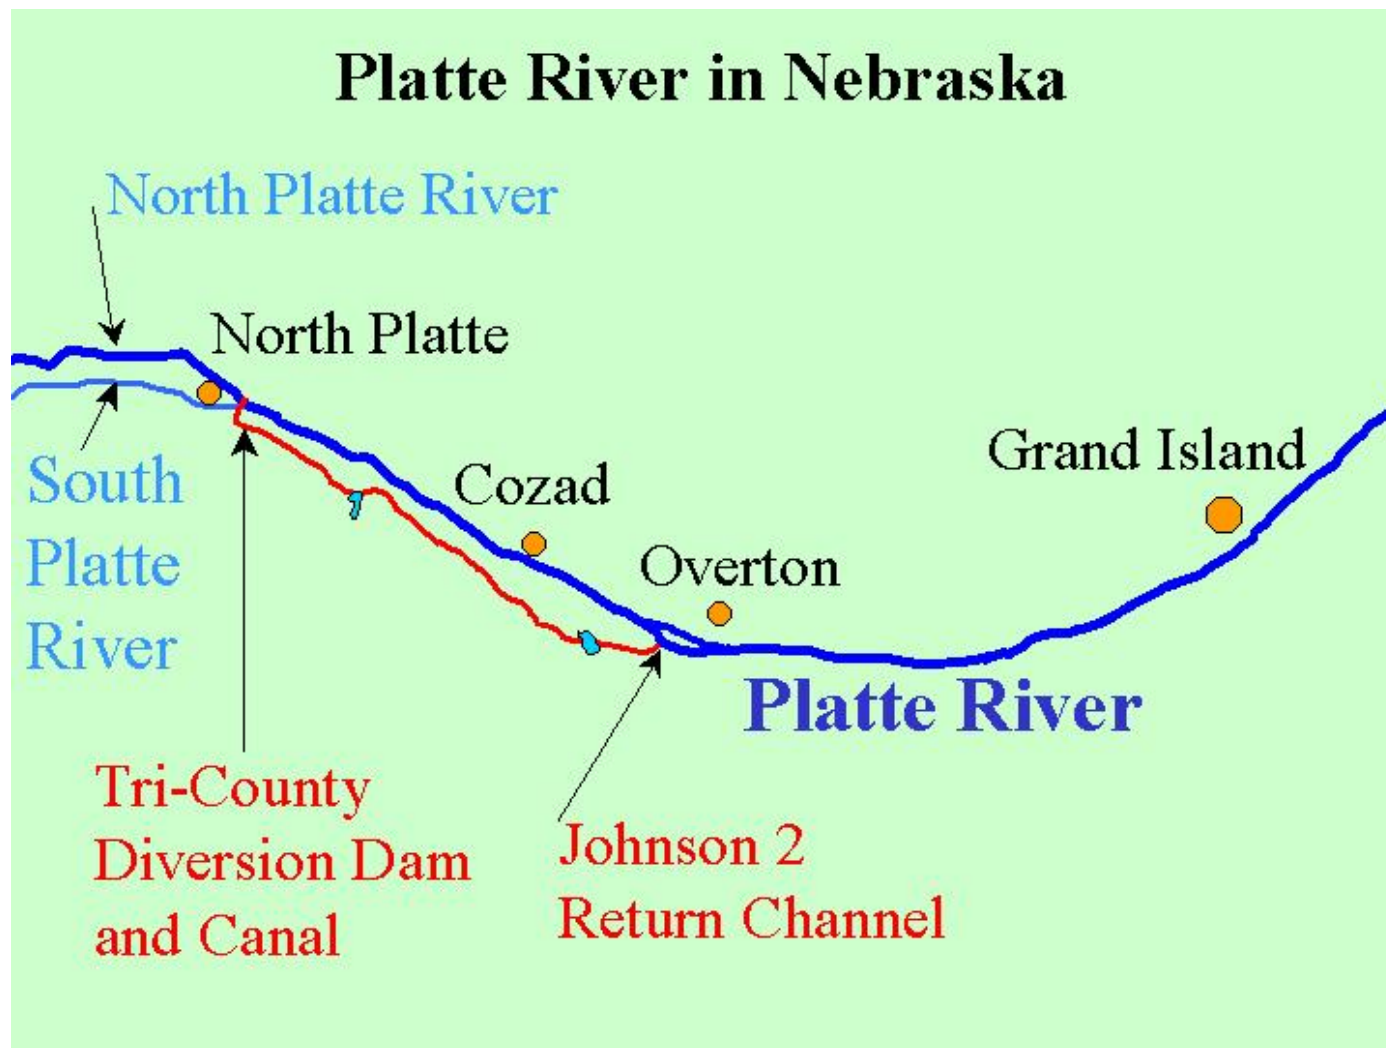 Platte River in Nebraska
North Platte River
North Platte
South
Platte
River
Cozad
Grand Island
Overton
Platte River
Tri-County
Diversion Dam
and Canal
Johnson 2
Return Channel